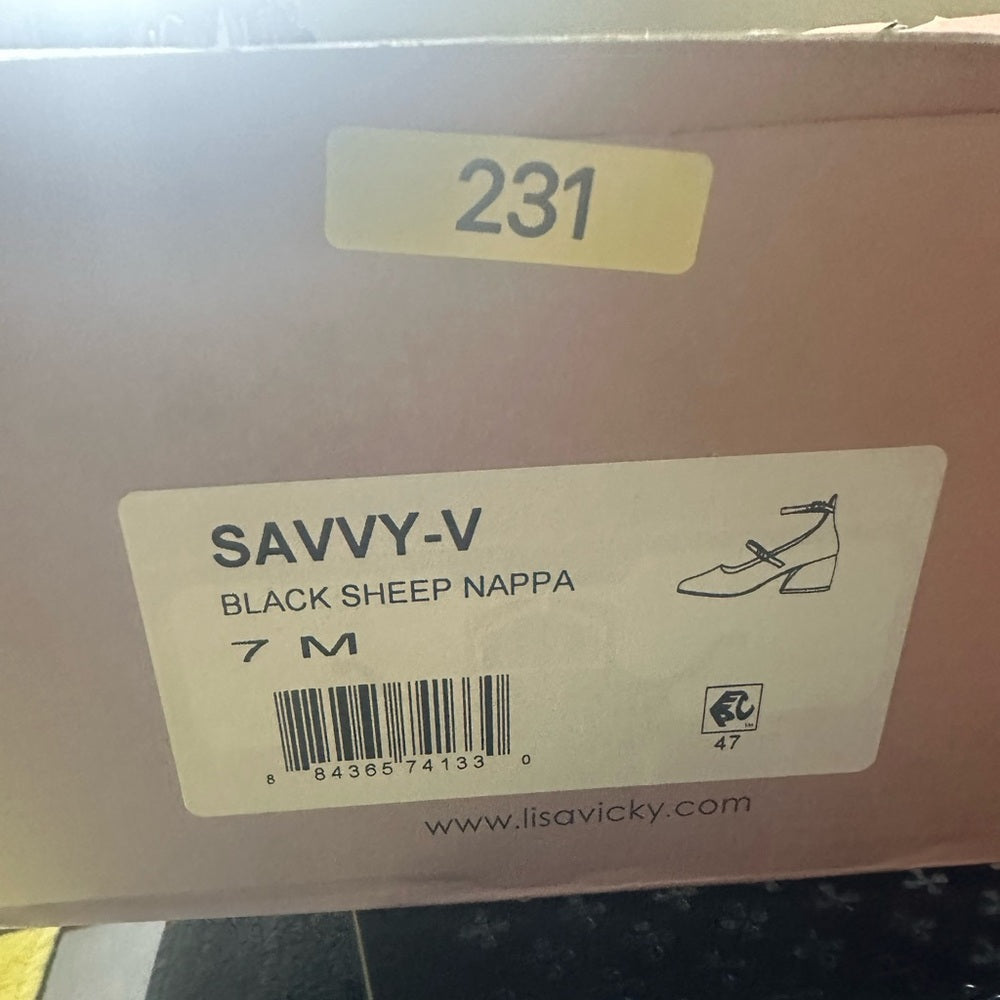 231
SAVVY-V
BLACK SHEEP NAPPA
7 M
8 84365 74133 0
47
www.lisavicky.com